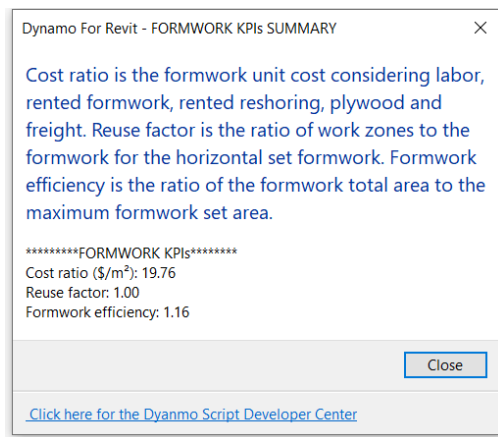 Dynamo For Revit - FORMWORK KPIs SUMMARY
Cost ratio is the formwork unit cost considering labor,
rented formwork, rented reshoring, plywood and
freight. Reuse factor is the ratio of work zones to the
formwork for the horizontal set formwork. Formwork
efficiency is the ratio of the formwork total area to the
maximum formwork set area.
*********FORMWORK KPIs********
Cost ratio ($/m²): 19.76
Reuse factor: 1.00
Formwork efficiency: 1.16
Close
Click here for the Dyanmo Script Developer Center